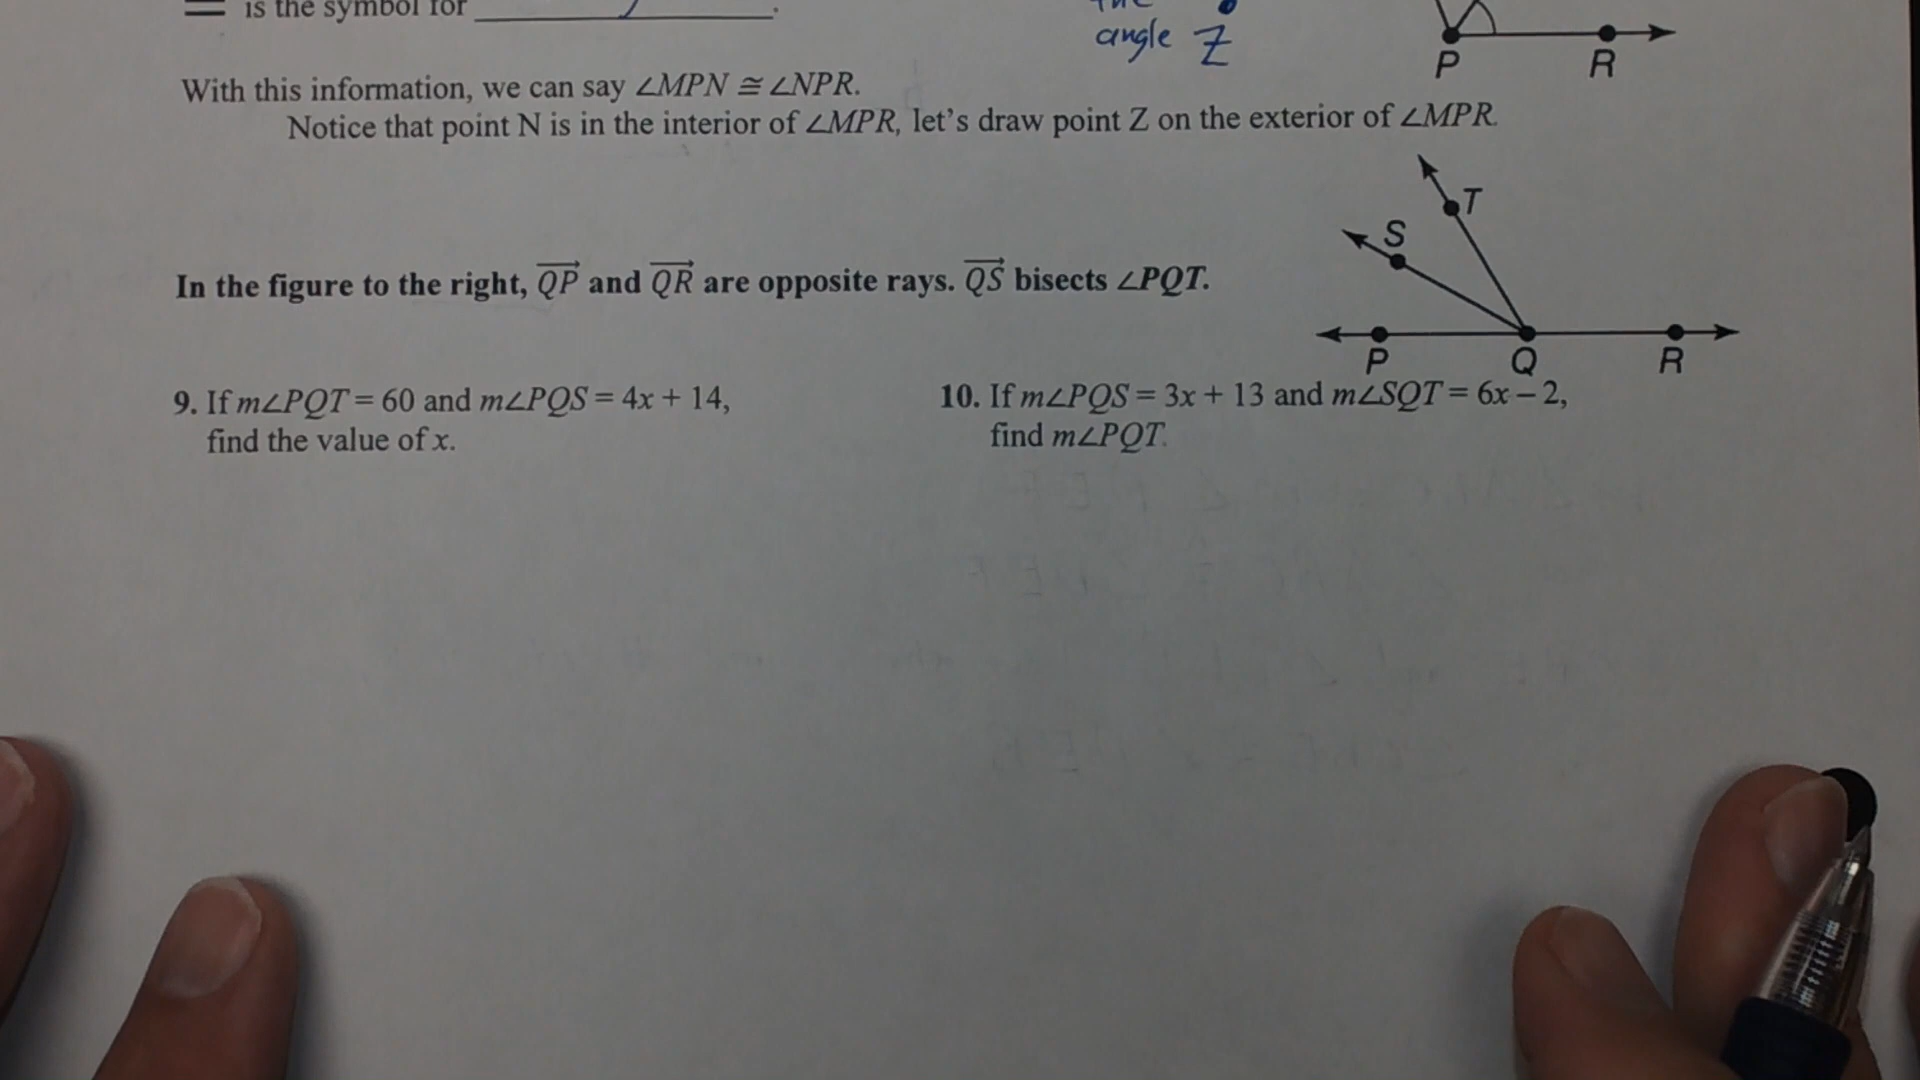 is the symbol for
angle Z
P R
With this information, we can say ∠MPN ≅ ∠NPR.
Notice that point N is in the interior of ∠MPR, let's draw point Z on the exterior of ∠MPR.
T
S
In the figure to the right, QP and QR are opposite rays. QS bisects ∠PQT.
P Q R
9. If m∠PQT = 60 and m∠PQS = 4x + 14,
find the value of x.
10. If m∠PQS = 3x + 13 and m∠SQT = 6x – 2,
find m∠PQT.